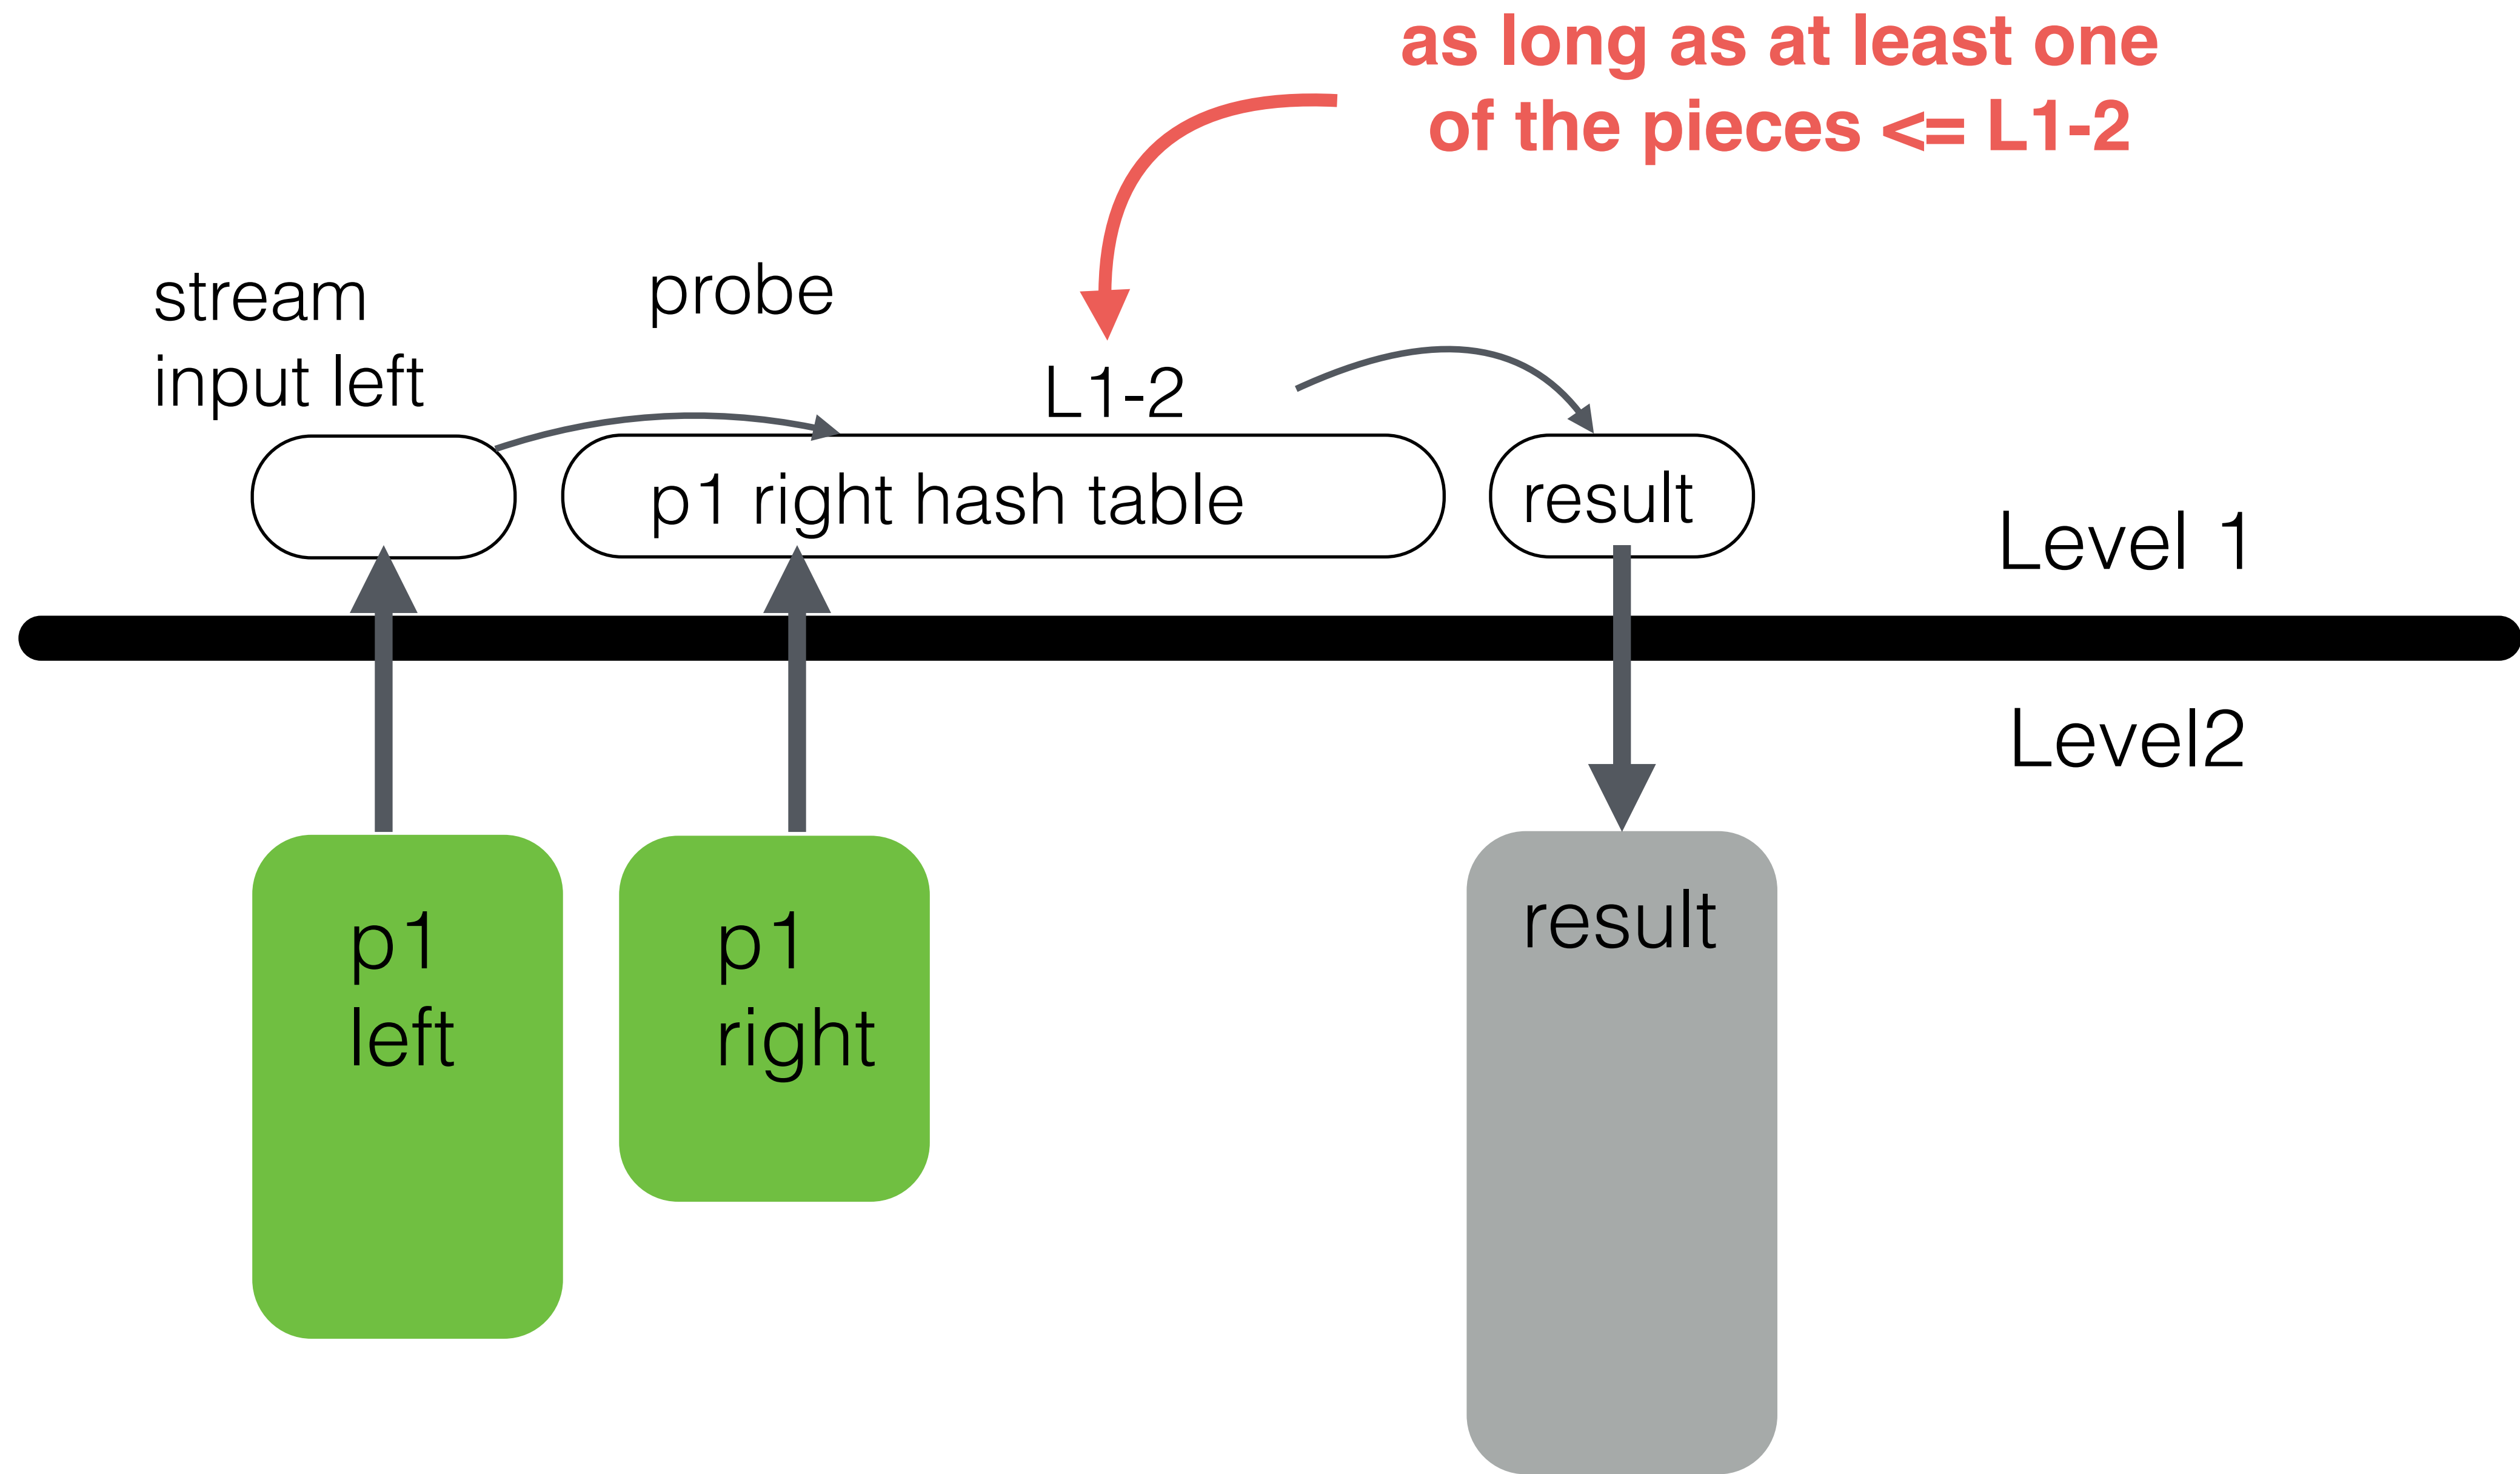 as long as at least one
of the pieces <= L1-2
stream
input left
probe
L1-2
p1 right hash table
result
Level 1
Level2
p1
left
p1
right
result